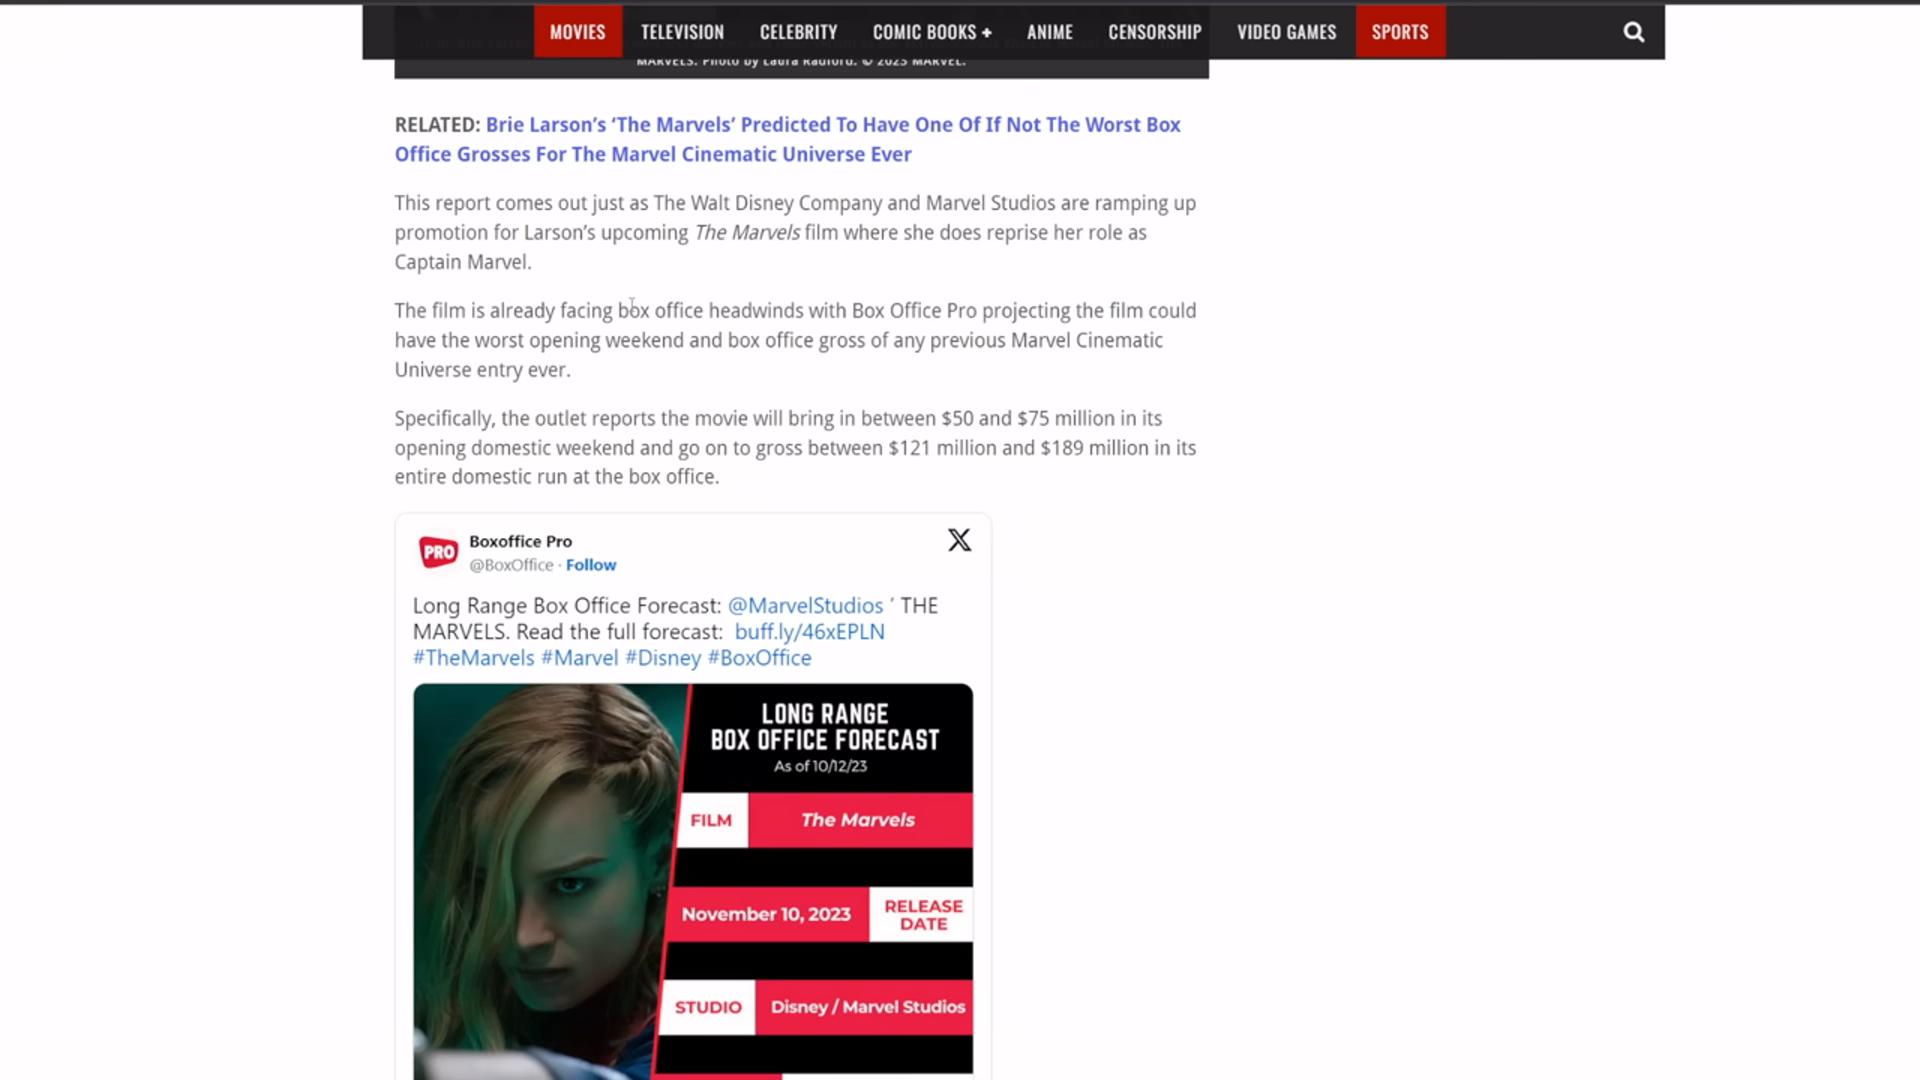 MOVIES TELEVISION CELEBRITY COMIC BOOKS + ANIME CENSORSHIP VIDEO GAMES SPORTS
MARVELS. Photo by Laura Radford. © 2023 MARVEL.
RELATED: Brie Larson’s ‘The Marvels’ Predicted To Have One Of If Not The Worst Box
Office Grosses For The Marvel Cinematic Universe Ever
This report comes out just as The Walt Disney Company and Marvel Studios are ramping up
promotion for Larson’s upcoming The Marvels film where she does reprise her role as
Captain Marvel.
The film is already facing box office headwinds with Box Office Pro projecting the film could
have the worst opening weekend and box office gross of any previous Marvel Cinematic
Universe entry ever.
Specifically, the outlet reports the movie will bring in between $50 and $75 million in its
opening domestic weekend and go on to gross between $121 million and $189 million in its
entire domestic run at the box office.
PRO
Boxoffice Pro
@BoxOffice · Follow
Long Range Box Office Forecast: @MarvelStudios ’ THE
MARVELS. Read the full forecast: buff.ly/46xEPLN
#TheMarvels #Marvel #Disney #BoxOffice
LONG RANGE
BOX OFFICE FORECAST
As of 10/12/23
FILM The Marvels
November 10, 2023 RELEASE
DATE
STUDIO Disney / Marvel Studios